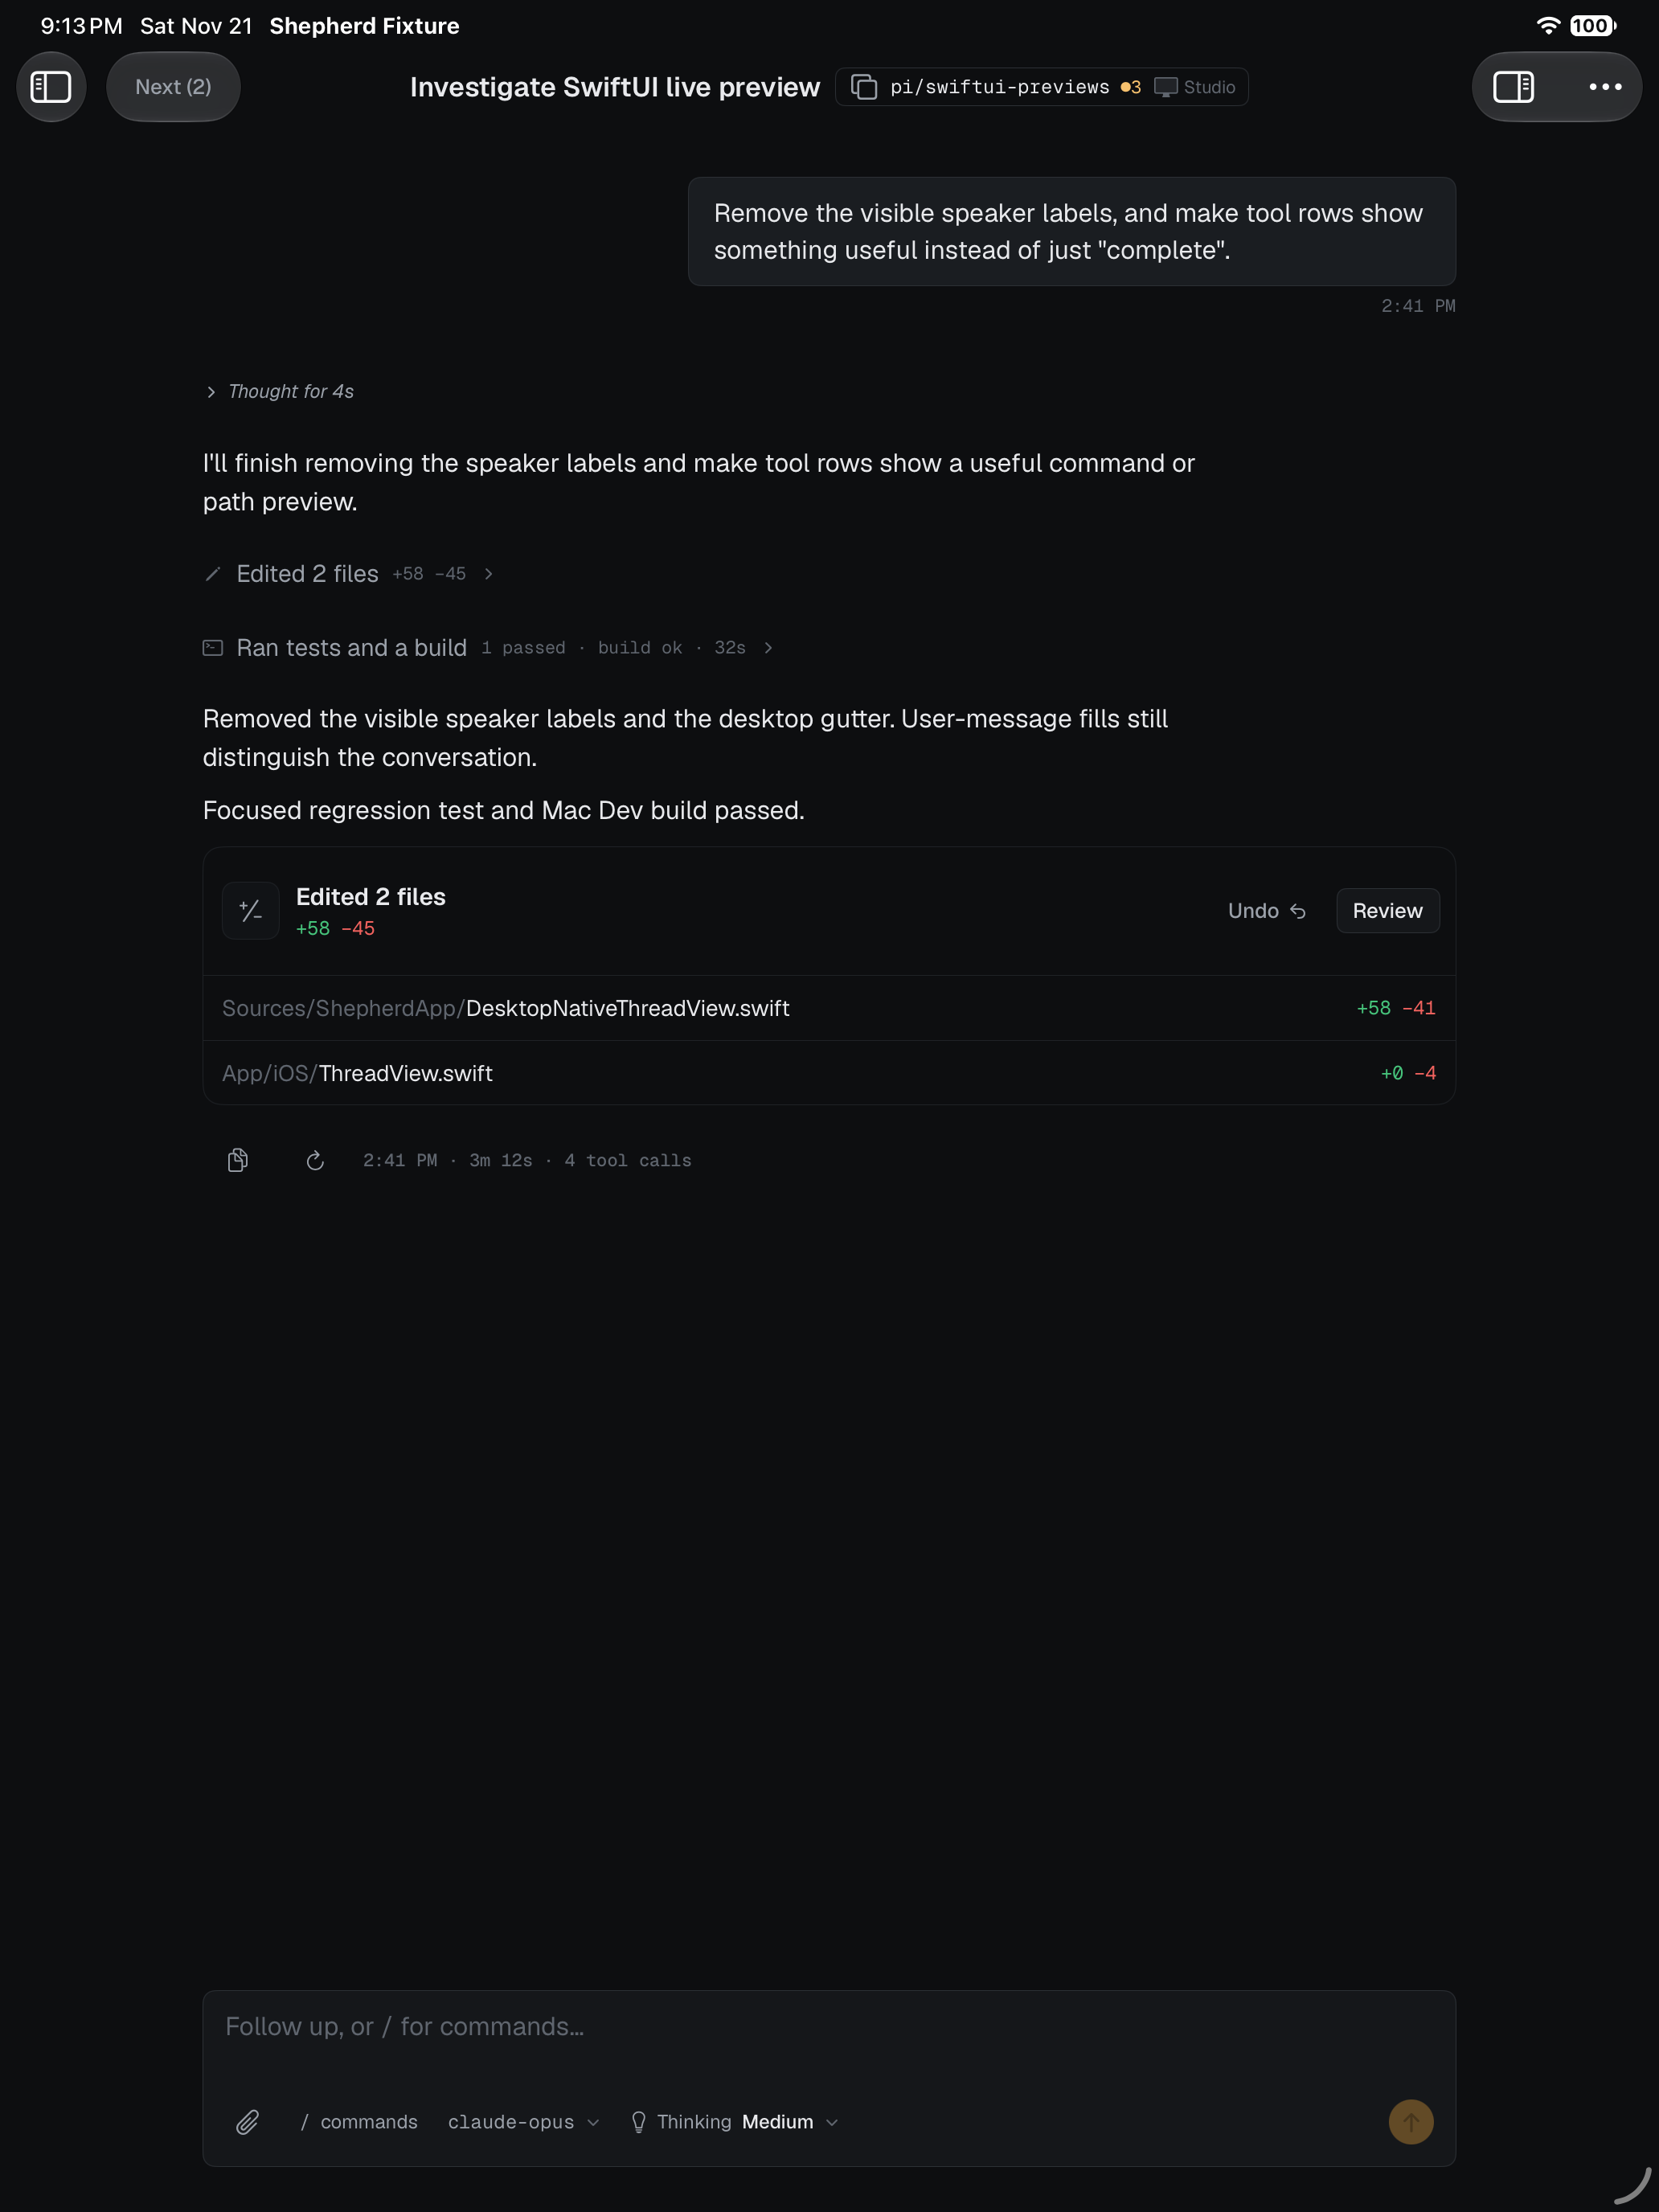 9:13 PM Sat Nov 21 Shepherd Fixture
100
Next (2)
Investigate SwiftUI live preview
pi/swiftui-previews 3 Studio
Remove the visible speaker labels, and make tool rows show
something useful instead of just "complete".
2:41 PM
Thought for 4s
I'll finish removing the speaker labels and make tool rows show a useful command or
path preview.
Edited 2 files +58 −45
Ran tests and a build 1 passed · build ok · 32s
Removed the visible speaker labels and the desktop gutter. User-message fills still
distinguish the conversation.
Focused regression test and Mac Dev build passed.
Edited 2 files
+58 −45
Undo
Review
Sources/ShepherdApp/DesktopNativeThreadView.swift +58 −41
App/iOS/ThreadView.swift +0 −4
2:41 PM · 3m 12s · 4 tool calls
Follow up, or / for commands…
/ commands claude-opus Thinking Medium